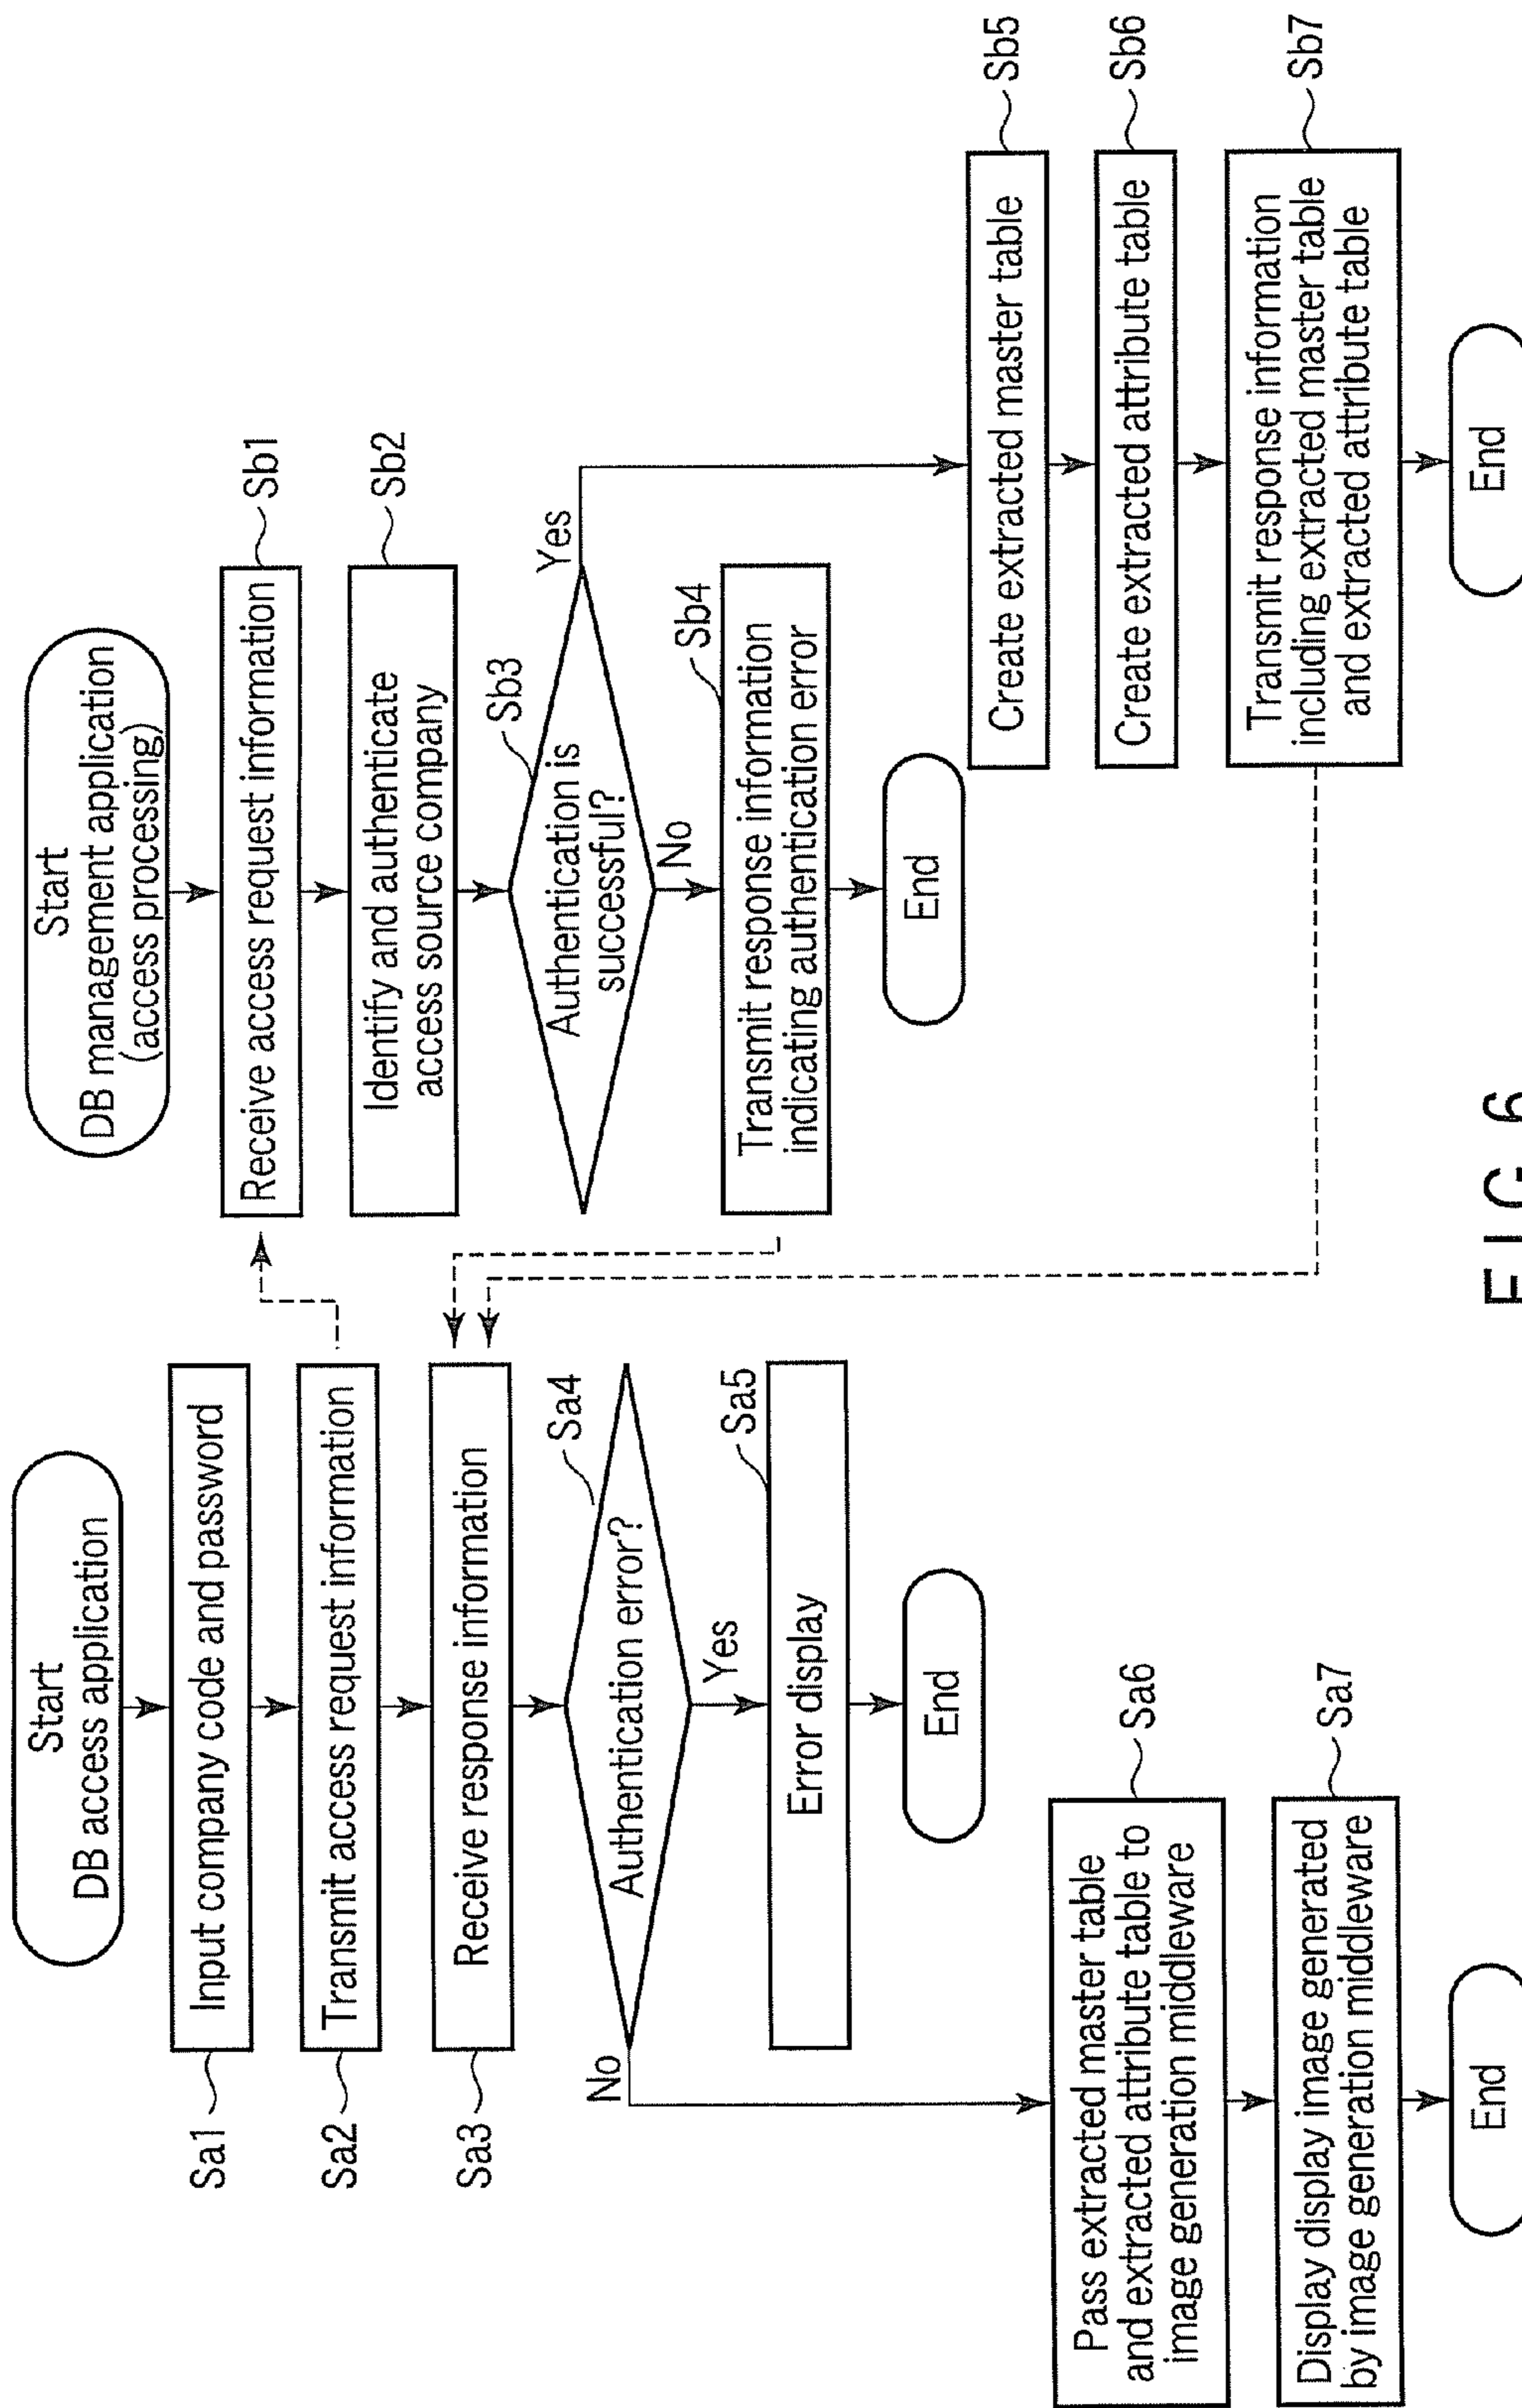 Start
DB access application
Sa1
Input company code and password
Sa2
Transmit access request information
Sa3
Receive response information
Sa4
Authentication error?
No
Yes
Sa5
Error display
End
Pass extracted master table
and extracted attribute table to
image generation middleware
Sa6
Display display image generated
by image generation middleware
Sa7
End
Start
DB management application
(access processing)
Receive access request information
Sb1
Identify and authenticate
access source company
Sb2
Sb3
Authentication is
successful?
Yes
No
Sb4
Transmit response information
indicating authentication error
End
Create extracted master table
Sb5
Create extracted attribute table
Sb6
Transmit response information
including extracted master table
and extracted attribute table
Sb7
End
FIG. 6